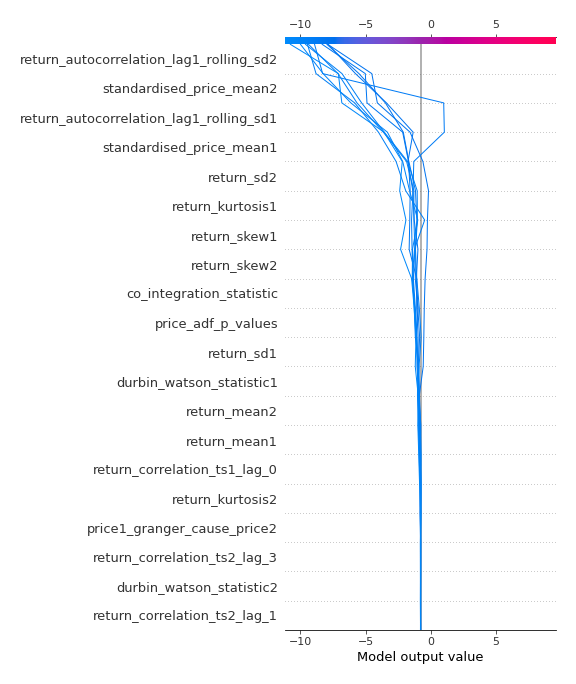 −10 −5 0 5
return_autocorrelation_lag1_rolling_sd2
standardised_price_mean2
return_autocorrelation_lag1_rolling_sd1
standardised_price_mean1
return_sd2
return_kurtosis1
return_skew1
return_skew2
co_integration_statistic
price_adf_p_values
return_sd1
durbin_watson_statistic1
return_mean2
return_mean1
return_correlation_ts1_lag_0
return_kurtosis2
price1_granger_cause_price2
return_correlation_ts2_lag_3
durbin_watson_statistic2
return_correlation_ts2_lag_1
−10 −5 0 5
Model output value